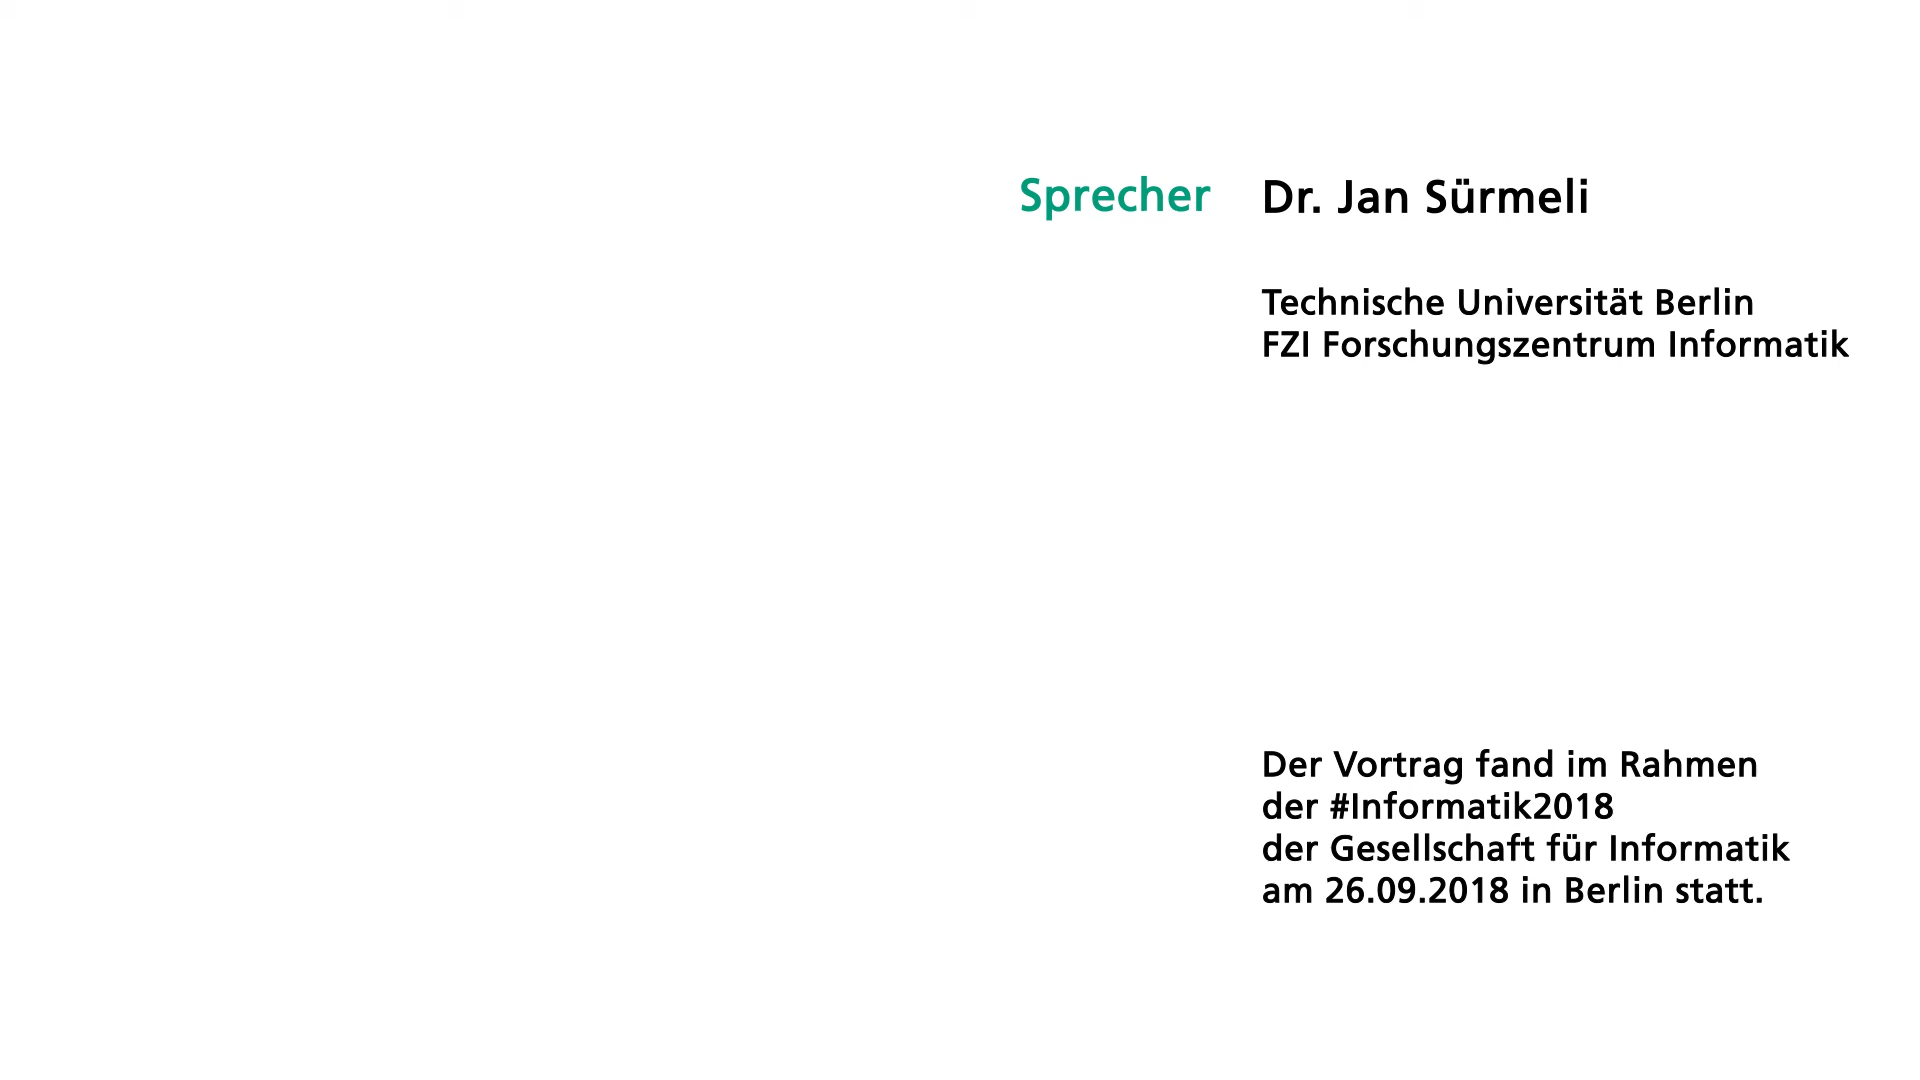 Sprecher Dr. Jan Sürmeli
Technische Universität Berlin
FZI Forschungszentrum Informatik
Der Vortrag fand im Rahmen
der #Informatik2018
der Gesellschaft für Informatik
am 26.09.2018 in Berlin statt.